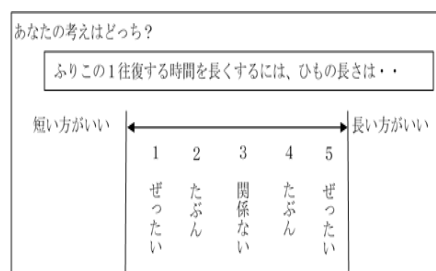 あなたの考えはどっち？
ふりこの１往復する時間を長くするには、ひもの長さは・・
短い方がいい
長い方がいい
1 2 3 4 5
ぜったい
たぶん
関係ない
たぶん
ぜったい